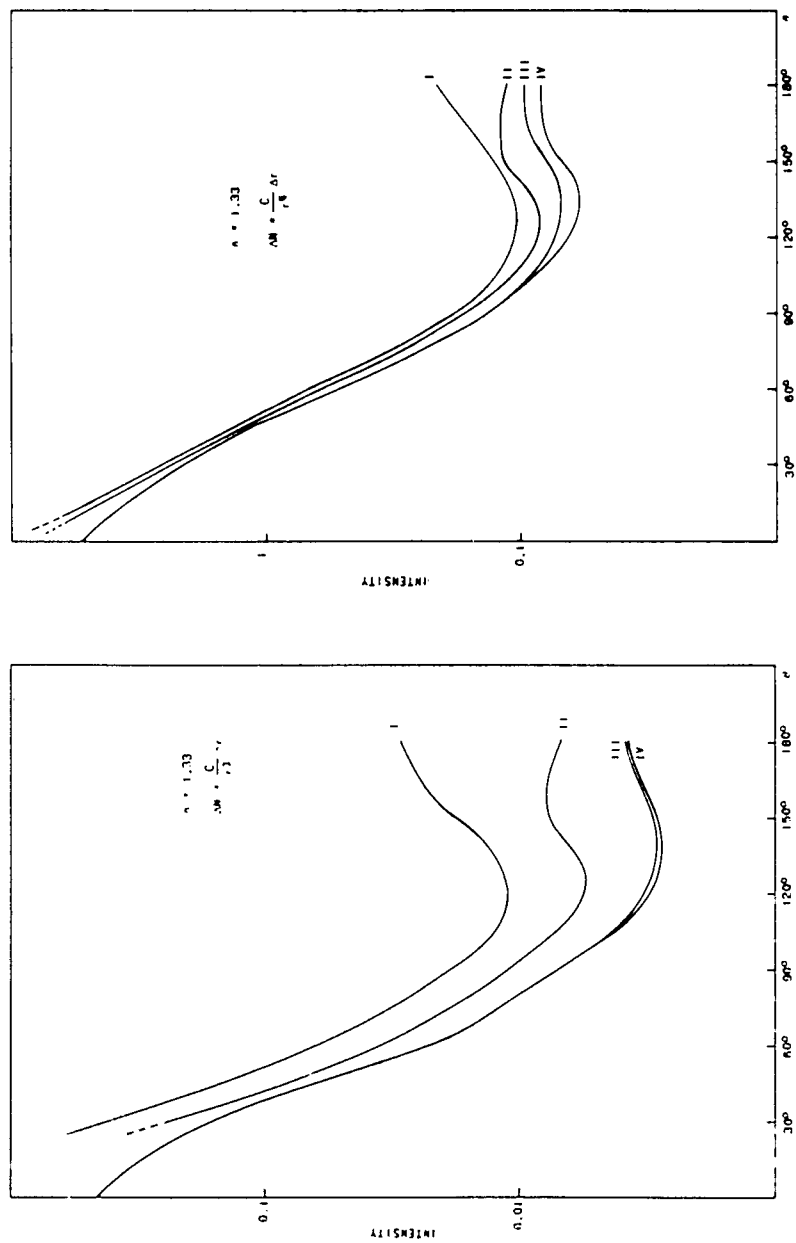 I
II
III
IV
n = 1.33
ΔN = C/r⁴ Δr
1
0.1
INTENSITY
30° 60° 90° 120° 150° 180°
I
II
III
IV
n = 1.33
ΔN = C/r³
0.1
0.01
INTENSITY
30° 60° 90° 120° 150° 180°